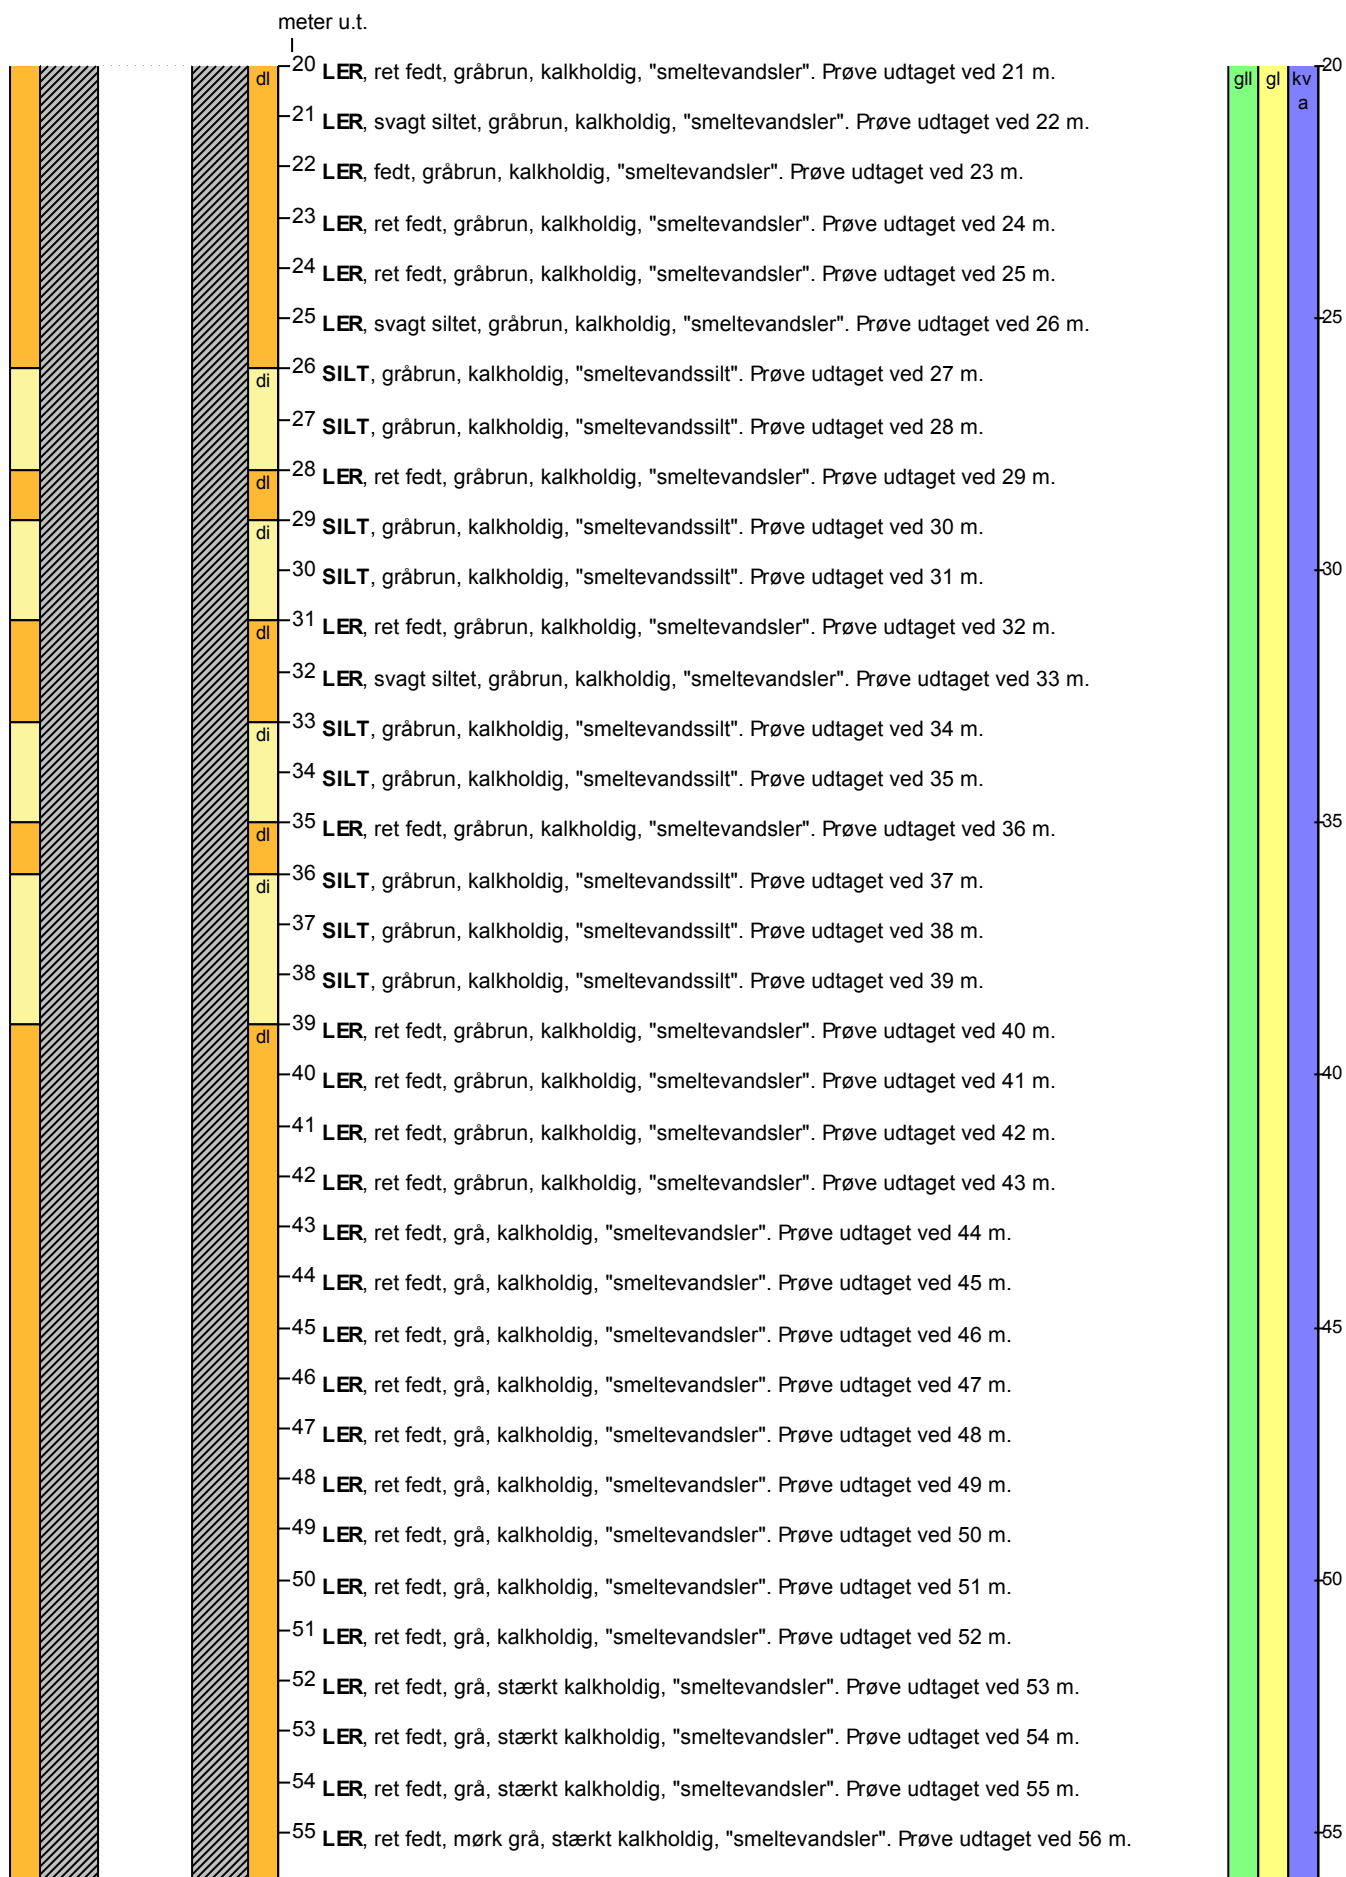 meter u.t.
20 LER, ret fedt, gråbrun, kalkholdig, "smeltevandsler". Prøve udtaget ved 21 m.
dl gll gl kv a 20
21 LER, svagt siltet, gråbrun, kalkholdig, "smeltevandsler". Prøve udtaget ved 22 m.
22 LER, fedt, gråbrun, kalkholdig, "smeltevandsler". Prøve udtaget ved 23 m.
23 LER, ret fedt, gråbrun, kalkholdig, "smeltevandsler". Prøve udtaget ved 24 m.
24 LER, ret fedt, gråbrun, kalkholdig, "smeltevandsler". Prøve udtaget ved 25 m.
25 LER, svagt siltet, gråbrun, kalkholdig, "smeltevandsler". Prøve udtaget ved 26 m. 25
di 26 SILT, gråbrun, kalkholdig, "smeltevandssilt". Prøve udtaget ved 27 m.
27 SILT, gråbrun, kalkholdig, "smeltevandssilt". Prøve udtaget ved 28 m.
dl 28 LER, ret fedt, gråbrun, kalkholdig, "smeltevandsler". Prøve udtaget ved 29 m.
di 29 SILT, gråbrun, kalkholdig, "smeltevandssilt". Prøve udtaget ved 30 m.
30 SILT, gråbrun, kalkholdig, "smeltevandssilt". Prøve udtaget ved 31 m. 30
dl 31 LER, ret fedt, gråbrun, kalkholdig, "smeltevandsler". Prøve udtaget ved 32 m.
32 LER, svagt siltet, gråbrun, kalkholdig, "smeltevandsler". Prøve udtaget ved 33 m.
di 33 SILT, gråbrun, kalkholdig, "smeltevandssilt". Prøve udtaget ved 34 m.
34 SILT, gråbrun, kalkholdig, "smeltevandssilt". Prøve udtaget ved 35 m.
dl 35 LER, ret fedt, gråbrun, kalkholdig, "smeltevandsler". Prøve udtaget ved 36 m. 35
di 36 SILT, gråbrun, kalkholdig, "smeltevandssilt". Prøve udtaget ved 37 m.
37 SILT, gråbrun, kalkholdig, "smeltevandssilt". Prøve udtaget ved 38 m.
38 SILT, gråbrun, kalkholdig, "smeltevandssilt". Prøve udtaget ved 39 m.
dl 39 LER, ret fedt, gråbrun, kalkholdig, "smeltevandsler". Prøve udtaget ved 40 m.
40 LER, ret fedt, gråbrun, kalkholdig, "smeltevandsler". Prøve udtaget ved 41 m. 40
41 LER, ret fedt, gråbrun, kalkholdig, "smeltevandsler". Prøve udtaget ved 42 m.
42 LER, ret fedt, gråbrun, kalkholdig, "smeltevandsler". Prøve udtaget ved 43 m.
43 LER, ret fedt, grå, kalkholdig, "smeltevandsler". Prøve udtaget ved 44 m.
44 LER, ret fedt, grå, kalkholdig, "smeltevandsler". Prøve udtaget ved 45 m.
45 LER, ret fedt, grå, kalkholdig, "smeltevandsler". Prøve udtaget ved 46 m. 45
46 LER, ret fedt, grå, kalkholdig, "smeltevandsler". Prøve udtaget ved 47 m.
47 LER, ret fedt, grå, kalkholdig, "smeltevandsler". Prøve udtaget ved 48 m.
48 LER, ret fedt, grå, kalkholdig, "smeltevandsler". Prøve udtaget ved 49 m.
49 LER, ret fedt, grå, kalkholdig, "smeltevandsler". Prøve udtaget ved 50 m.
50 LER, ret fedt, grå, kalkholdig, "smeltevandsler". Prøve udtaget ved 51 m. 50
51 LER, ret fedt, grå, kalkholdig, "smeltevandsler". Prøve udtaget ved 52 m.
52 LER, ret fedt, grå, stærkt kalkholdig, "smeltevandsler". Prøve udtaget ved 53 m.
53 LER, ret fedt, grå, stærkt kalkholdig, "smeltevandsler". Prøve udtaget ved 54 m.
54 LER, ret fedt, grå, stærkt kalkholdig, "smeltevandsler". Prøve udtaget ved 55 m.
55 LER, ret fedt, mørk grå, stærkt kalkholdig, "smeltevandsler". Prøve udtaget ved 56 m. 55